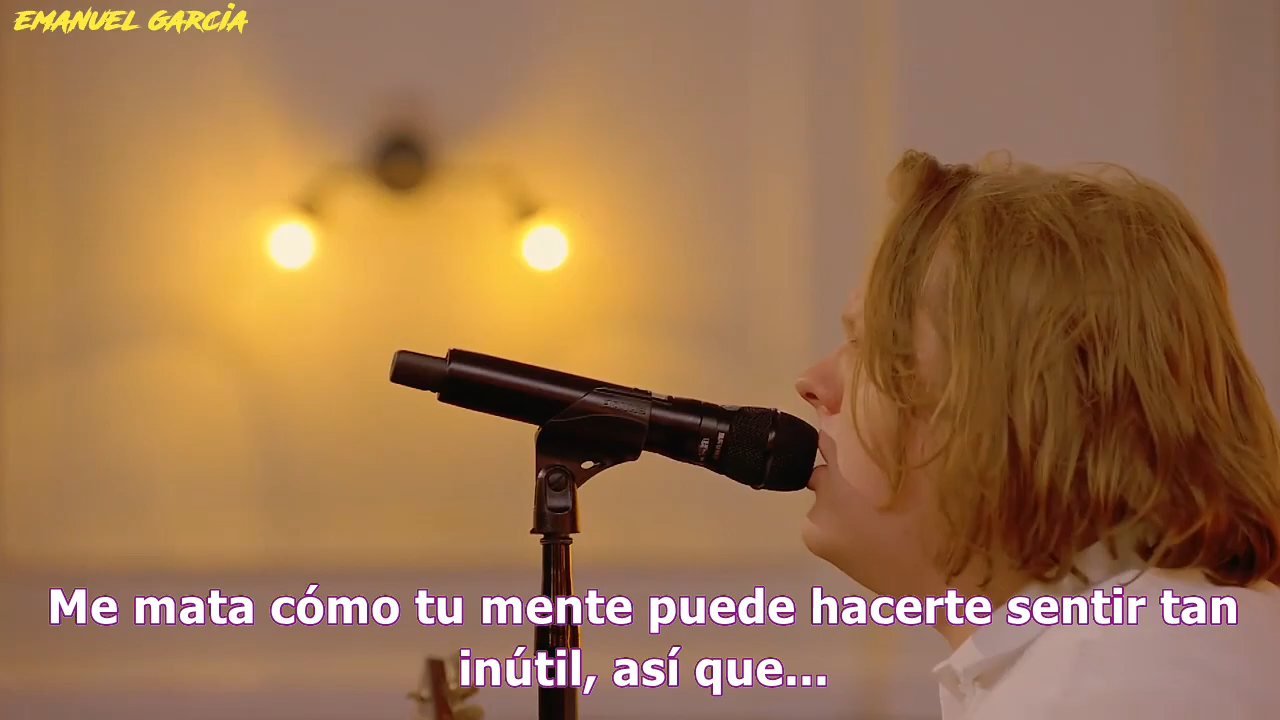 EMANUEL GARCÍA
Me mata cómo tu mente puede hacerte sentir tan
inútil, así que...